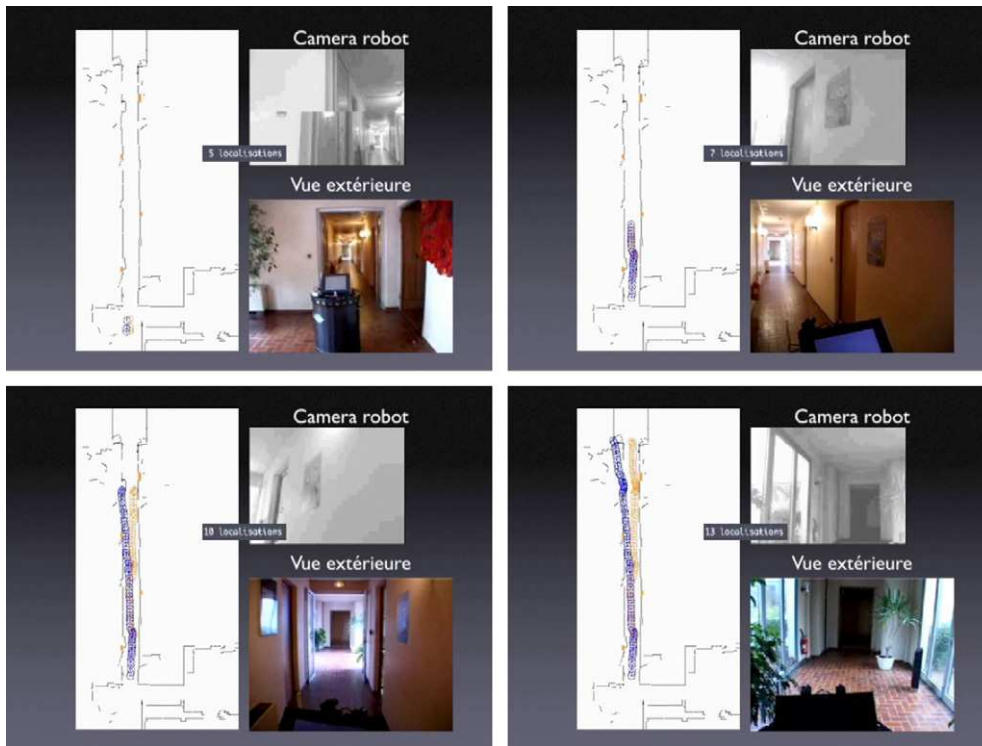 Camera robot
5 localisations
Vue extérieure
Camera robot
7 localisations
Vue extérieure
Camera robot
10 localisations
Vue extérieure
Camera robot
13 localisations
Vue extérieure